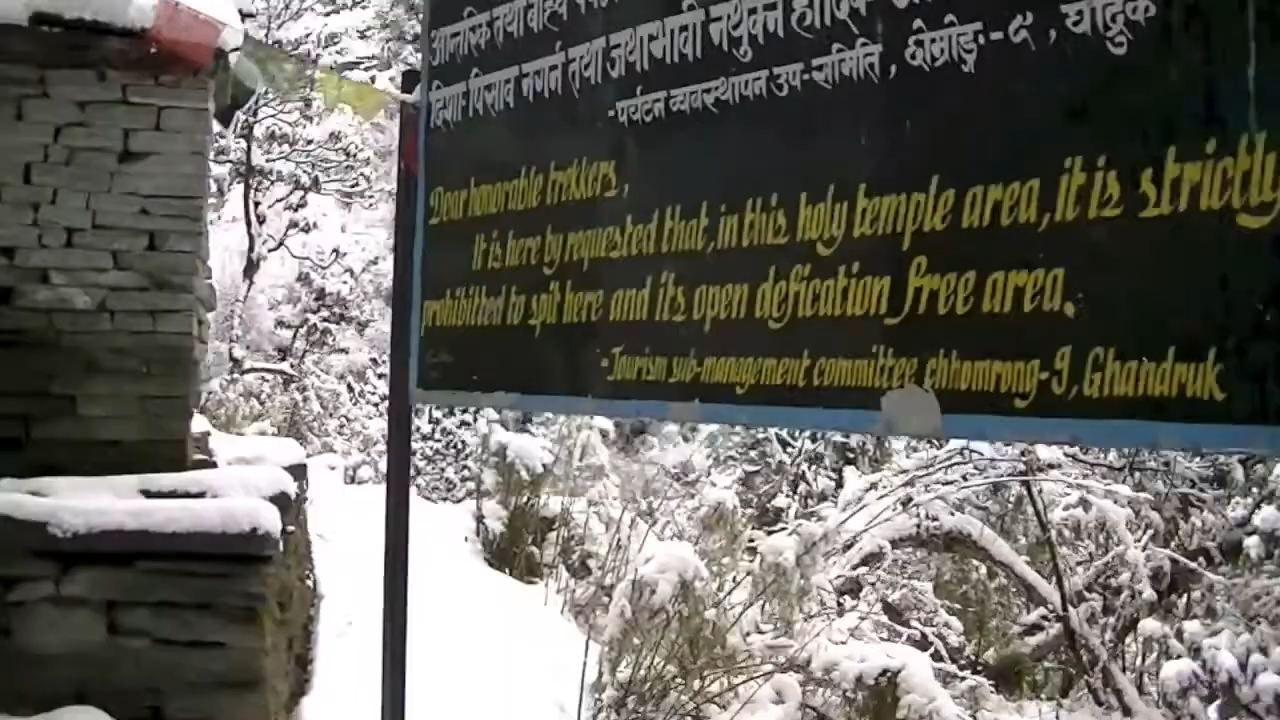 आन्तरिक तथा वाह्य
दिशा-पिसाव नगर्न तथा जथाभावी नथुक्न हार्दिक
-पर्यटन व्यवस्थापन उप-समिति, छोम्रोङ्ग-९, घान्द्रुक
Dear honorable trekkers,
It is here by requested that, in this holy temple area, it is strictly
prohibitted to spit here and its open defication free area.
-Tourism sub-management committee, chhomrong-9, Ghandruk